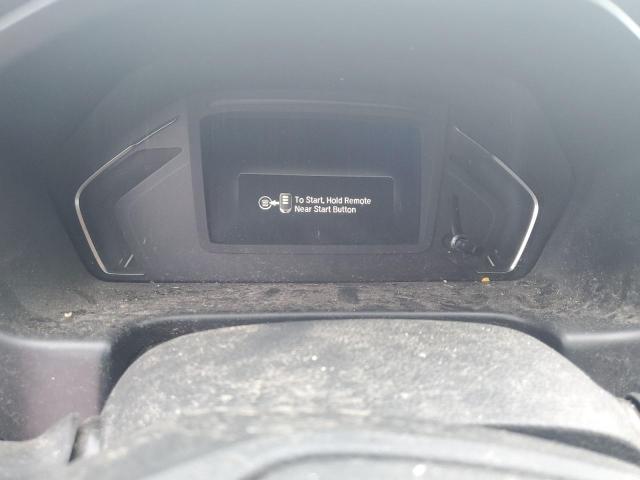 To Start, Hold Remote
Near Start Button